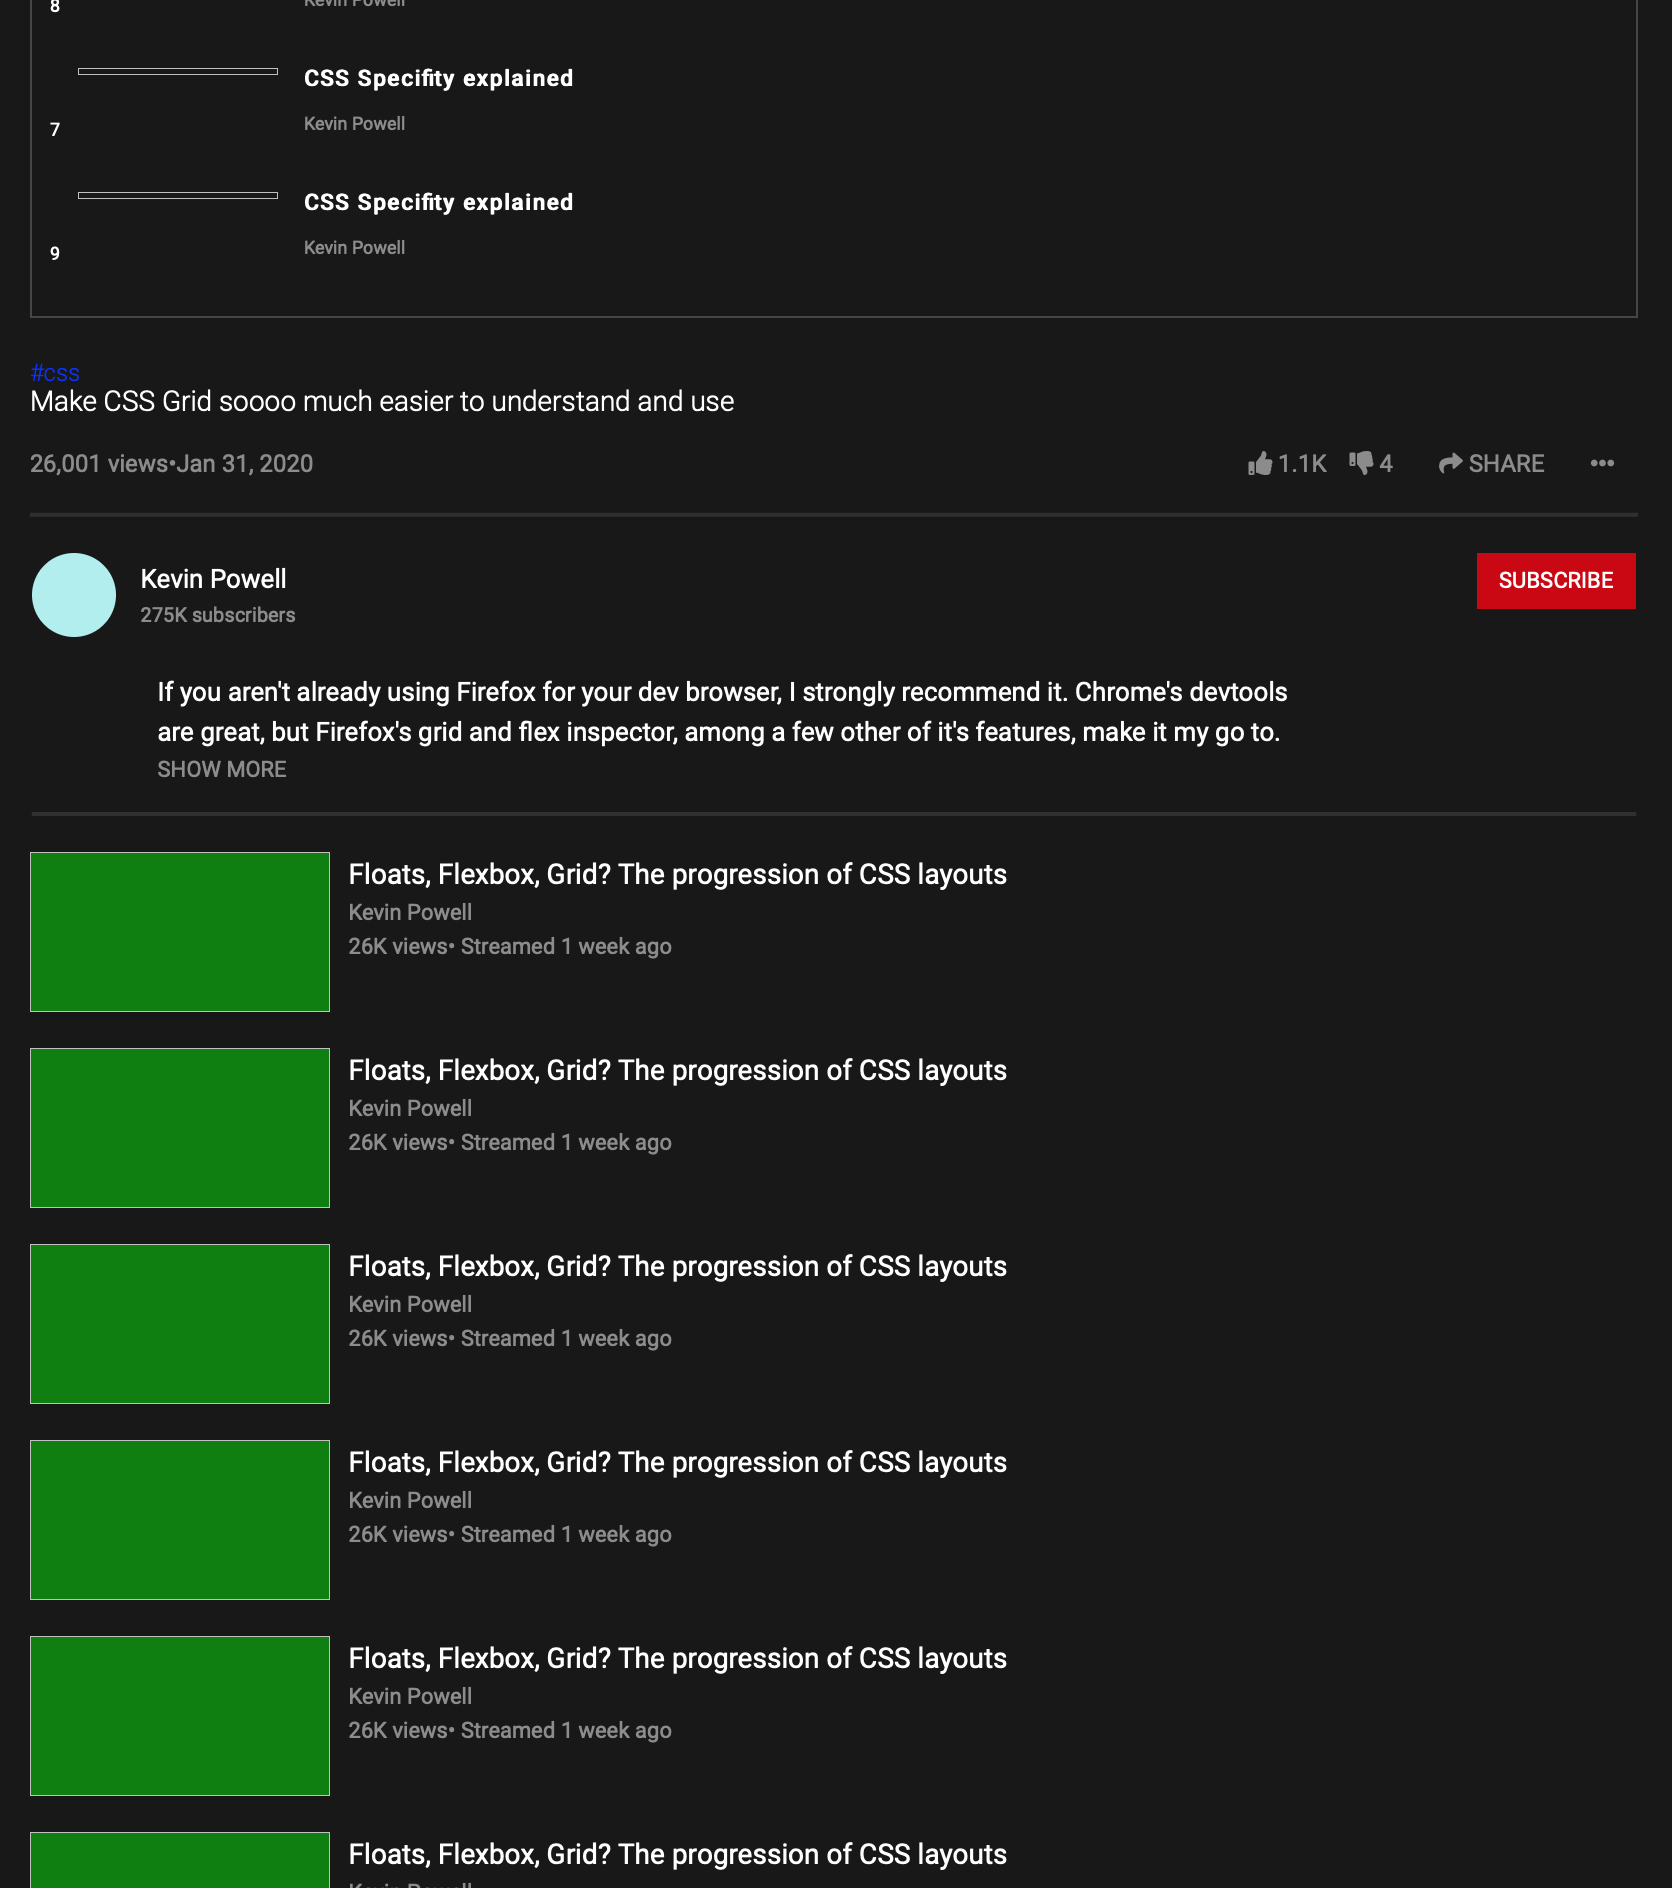 Kevin Powell
8
CSS Specifity explained
Kevin Powell
7
CSS Specifity explained
Kevin Powell
9
#css
Make CSS Grid soooo much easier to understand and use
26,001 views•Jan 31, 2020
1.1K
4
SHARE
Kevin Powell
275K subscribers
SUBSCRIBE
If you aren't already using Firefox for your dev browser, I strongly recommend it. Chrome's devtools
are great, but Firefox's grid and flex inspector, among a few other of it's features, make it my go to.
SHOW MORE
Floats, Flexbox, Grid? The progression of CSS layouts
Kevin Powell
26K views• Streamed 1 week ago
Floats, Flexbox, Grid? The progression of CSS layouts
Kevin Powell
26K views• Streamed 1 week ago
Floats, Flexbox, Grid? The progression of CSS layouts
Kevin Powell
26K views• Streamed 1 week ago
Floats, Flexbox, Grid? The progression of CSS layouts
Kevin Powell
26K views• Streamed 1 week ago
Floats, Flexbox, Grid? The progression of CSS layouts
Kevin Powell
26K views• Streamed 1 week ago
Floats, Flexbox, Grid? The progression of CSS layouts
Kevin Powell